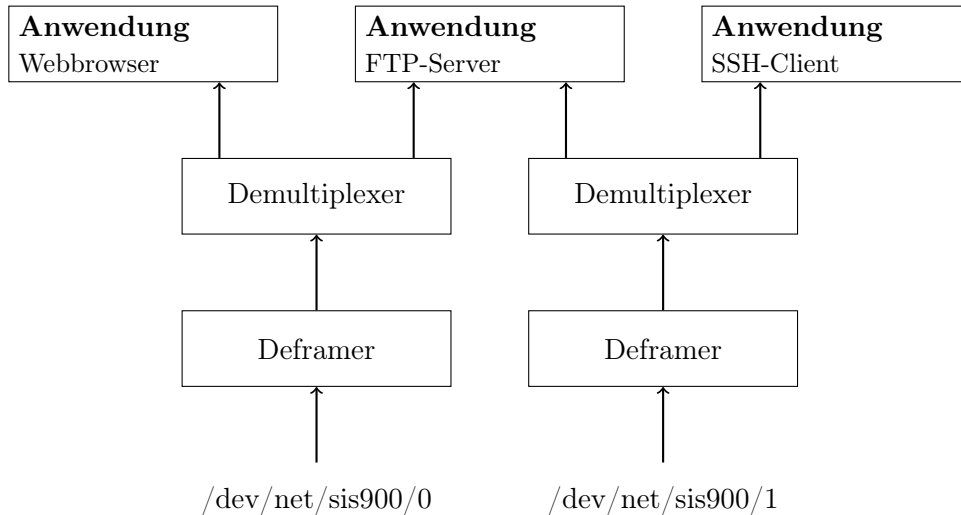 Anwendung
Webbrowser
Anwendung
FTP-Server
Anwendung
SSH-Client
Demultiplexer
Demultiplexer
Deframer
Deframer
/dev/net/sis900/0
/dev/net/sis900/1